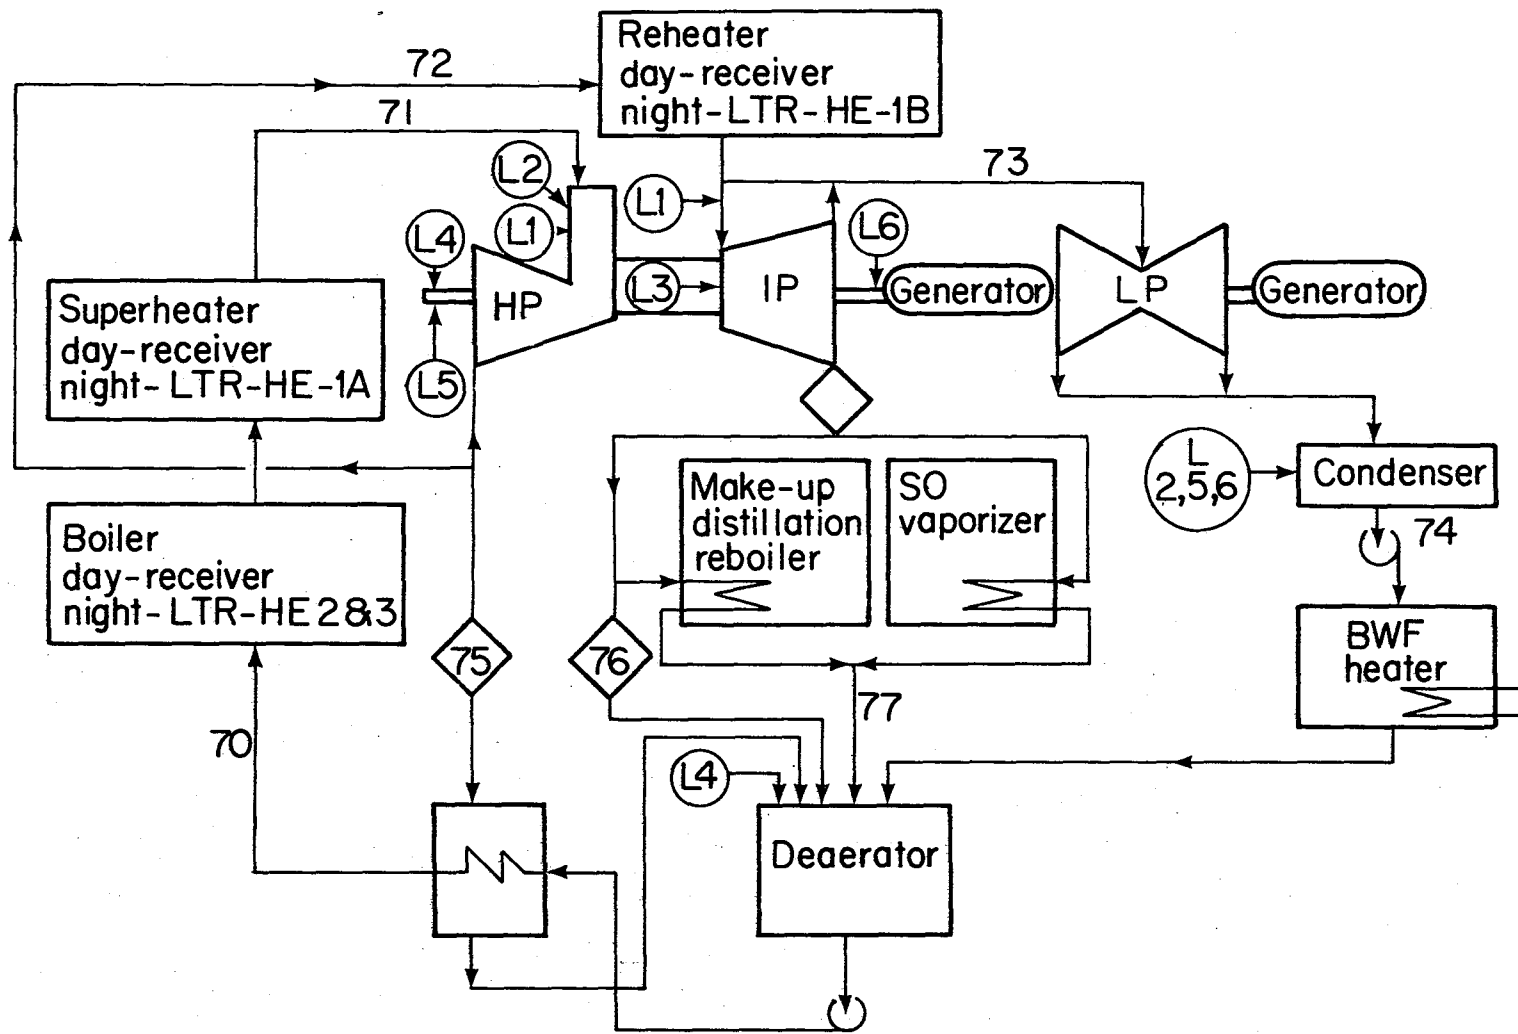 Reheater
day-receiver
night-LTR-HE-1B
72
71
73
L2
L1
L1
L4
L6
L3
HP
IP
Generator
LP
Generator
L5
Superheater
day-receiver
night-LTR-HE-1A
L
2,5,6
Condenser
74
Make-up
distillation
reboiler
SO
vaporizer
Boiler
day-receiver
night-LTR-HE2&3
BWF
heater
75
76
77
70
L4
Deaerator